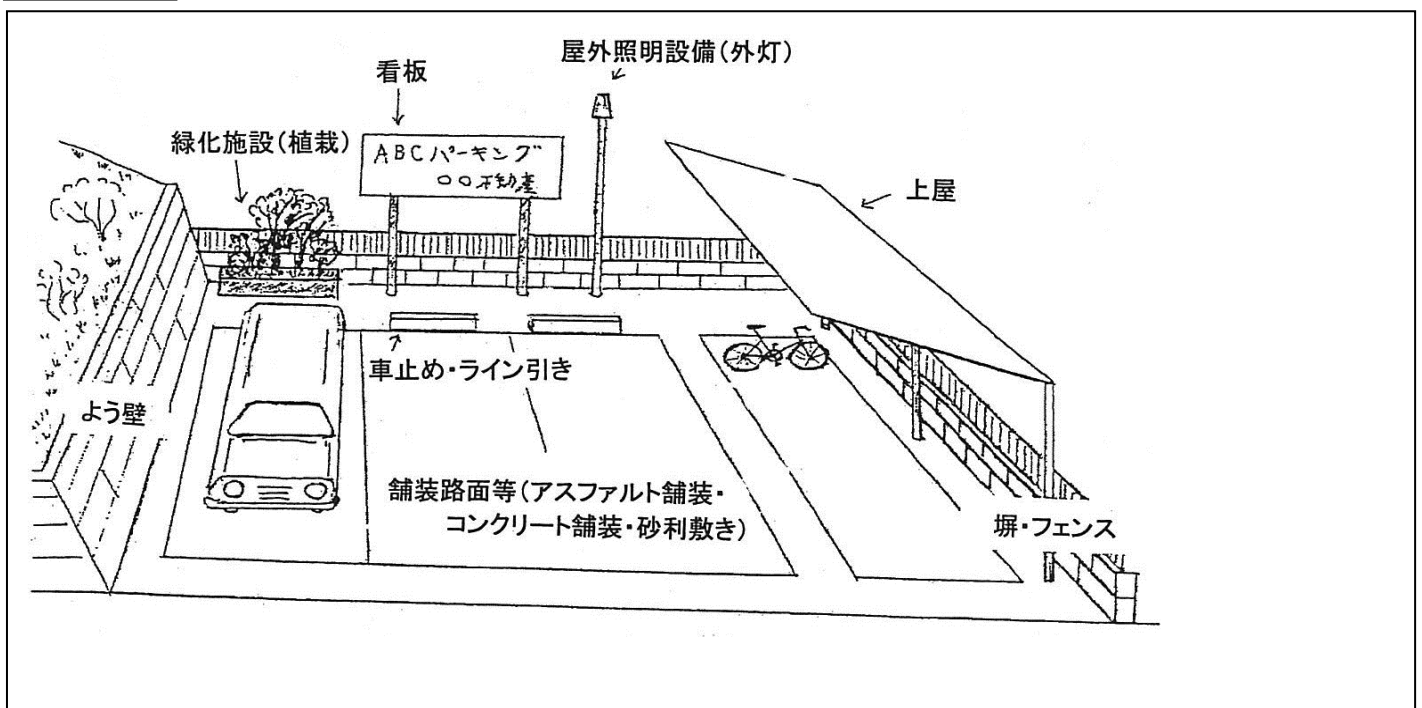 屋外照明設備(外灯)
看板
緑化施設(植栽)
ABCパーキング
○○不動産
上屋
車止め・ライン引き
よう壁
舗装路面等(アスファルト舗装・
コンクリート舗装・砂利敷き)
塀・フェンス